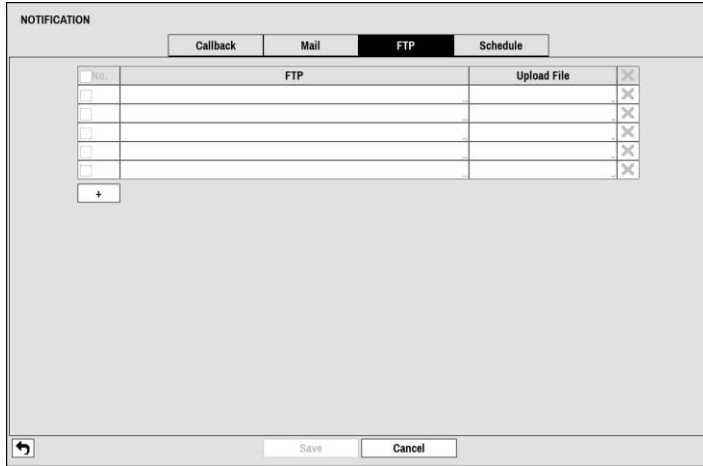 NOTIFICATION
Callback Mail FTP Schedule
No. FTP Upload File
+
Save Cancel